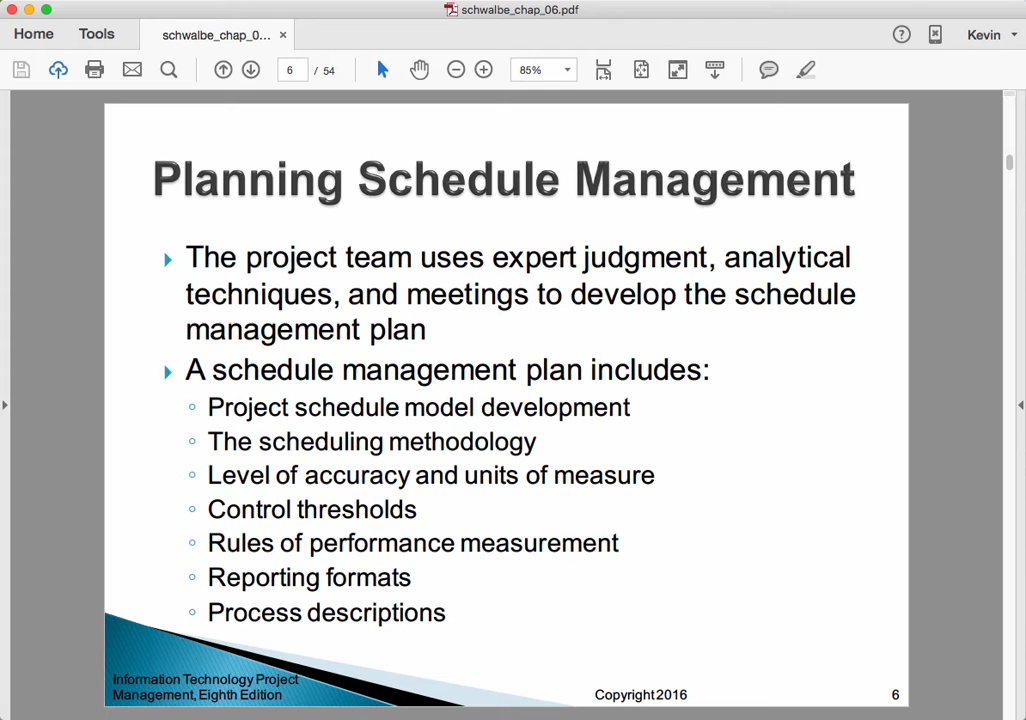 schwalbe_chap_06.pdf
Home Tools schwalbe_chap_0... × Kevin
6 / 54 85%
Planning Schedule Management
The project team uses expert judgment, analytical
techniques, and meetings to develop the schedule
management plan
A schedule management plan includes:
Project schedule model development
The scheduling methodology
Level of accuracy and units of measure
Control thresholds
Rules of performance measurement
Reporting formats
Process descriptions
Information Technology Project
Management, Eighth Edition
Copyright 2016
6